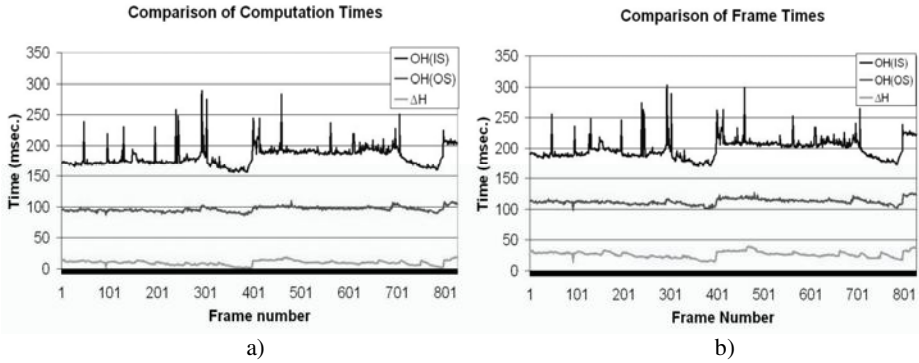 Comparison of Computation Times
350
300
250
200
150
100
50
0
Time (msec.)
OH(IS)
OH(OS)
ΔH
1 101 201 301 401 501 601 701 801
Frame number
a)
Comparison of Frame Times
350
300
250
200
150
100
50
0
Time (msec.)
OH(IS)
OH(OS)
ΔH
1 101 201 301 401 501 601 701 801
Frame Number
b)